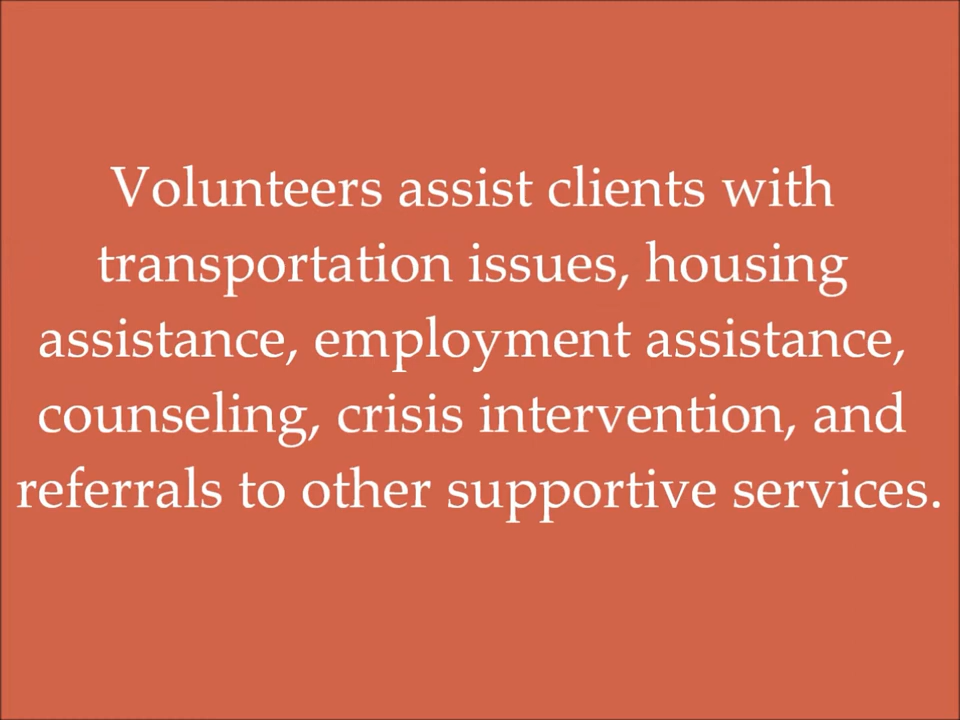 Volunteers assist clients with
transportation issues, housing
assistance, employment assistance,
counseling, crisis intervention, and
referrals to other supportive services.